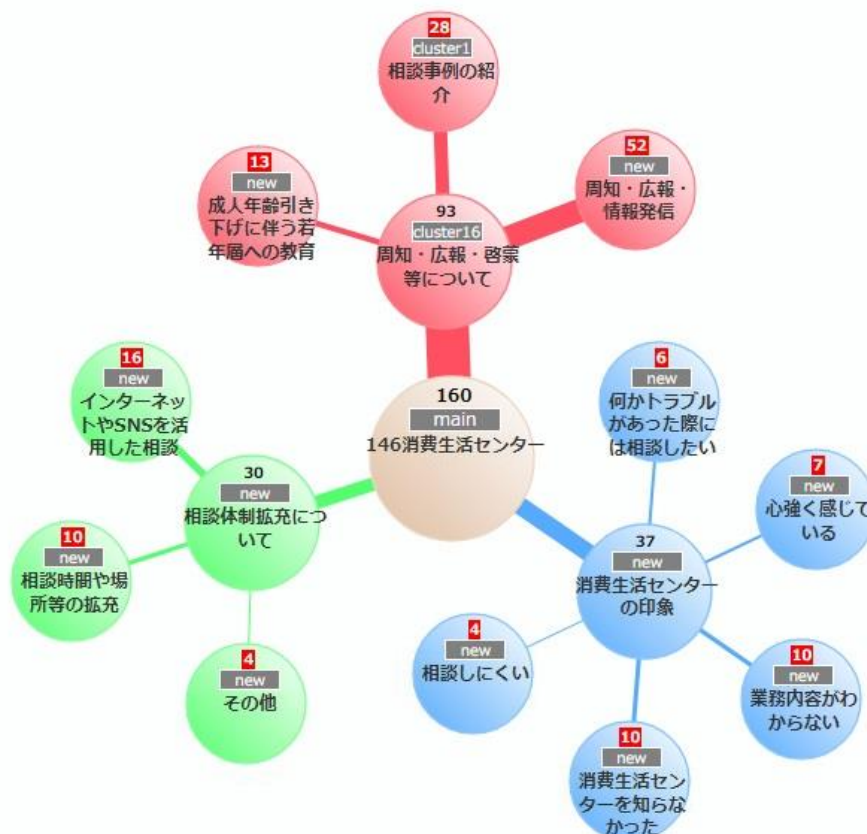 28
cluster1
相談事例の紹
介
13
new
成人年齢引き
下げに伴う若
年層への教育
52
new
周知・広報・
情報発信
93
cluster16
周知・広報・啓蒙
等について
160
main
146消費生活センター
16
new
インターネッ
トやSNSを活
用した相談
30
new
相談体制拡充につ
いて
10
new
相談時間や場
所等の拡充
4
new
その他
6
new
何かトラブル
があった際に
は相談したい
7
new
心強く感じて
いる
37
new
消費生活センター
の印象
4
new
相談しにくい
10
new
業務内容がわ
からない
10
new
消費生活セン
ターを知らな
かった